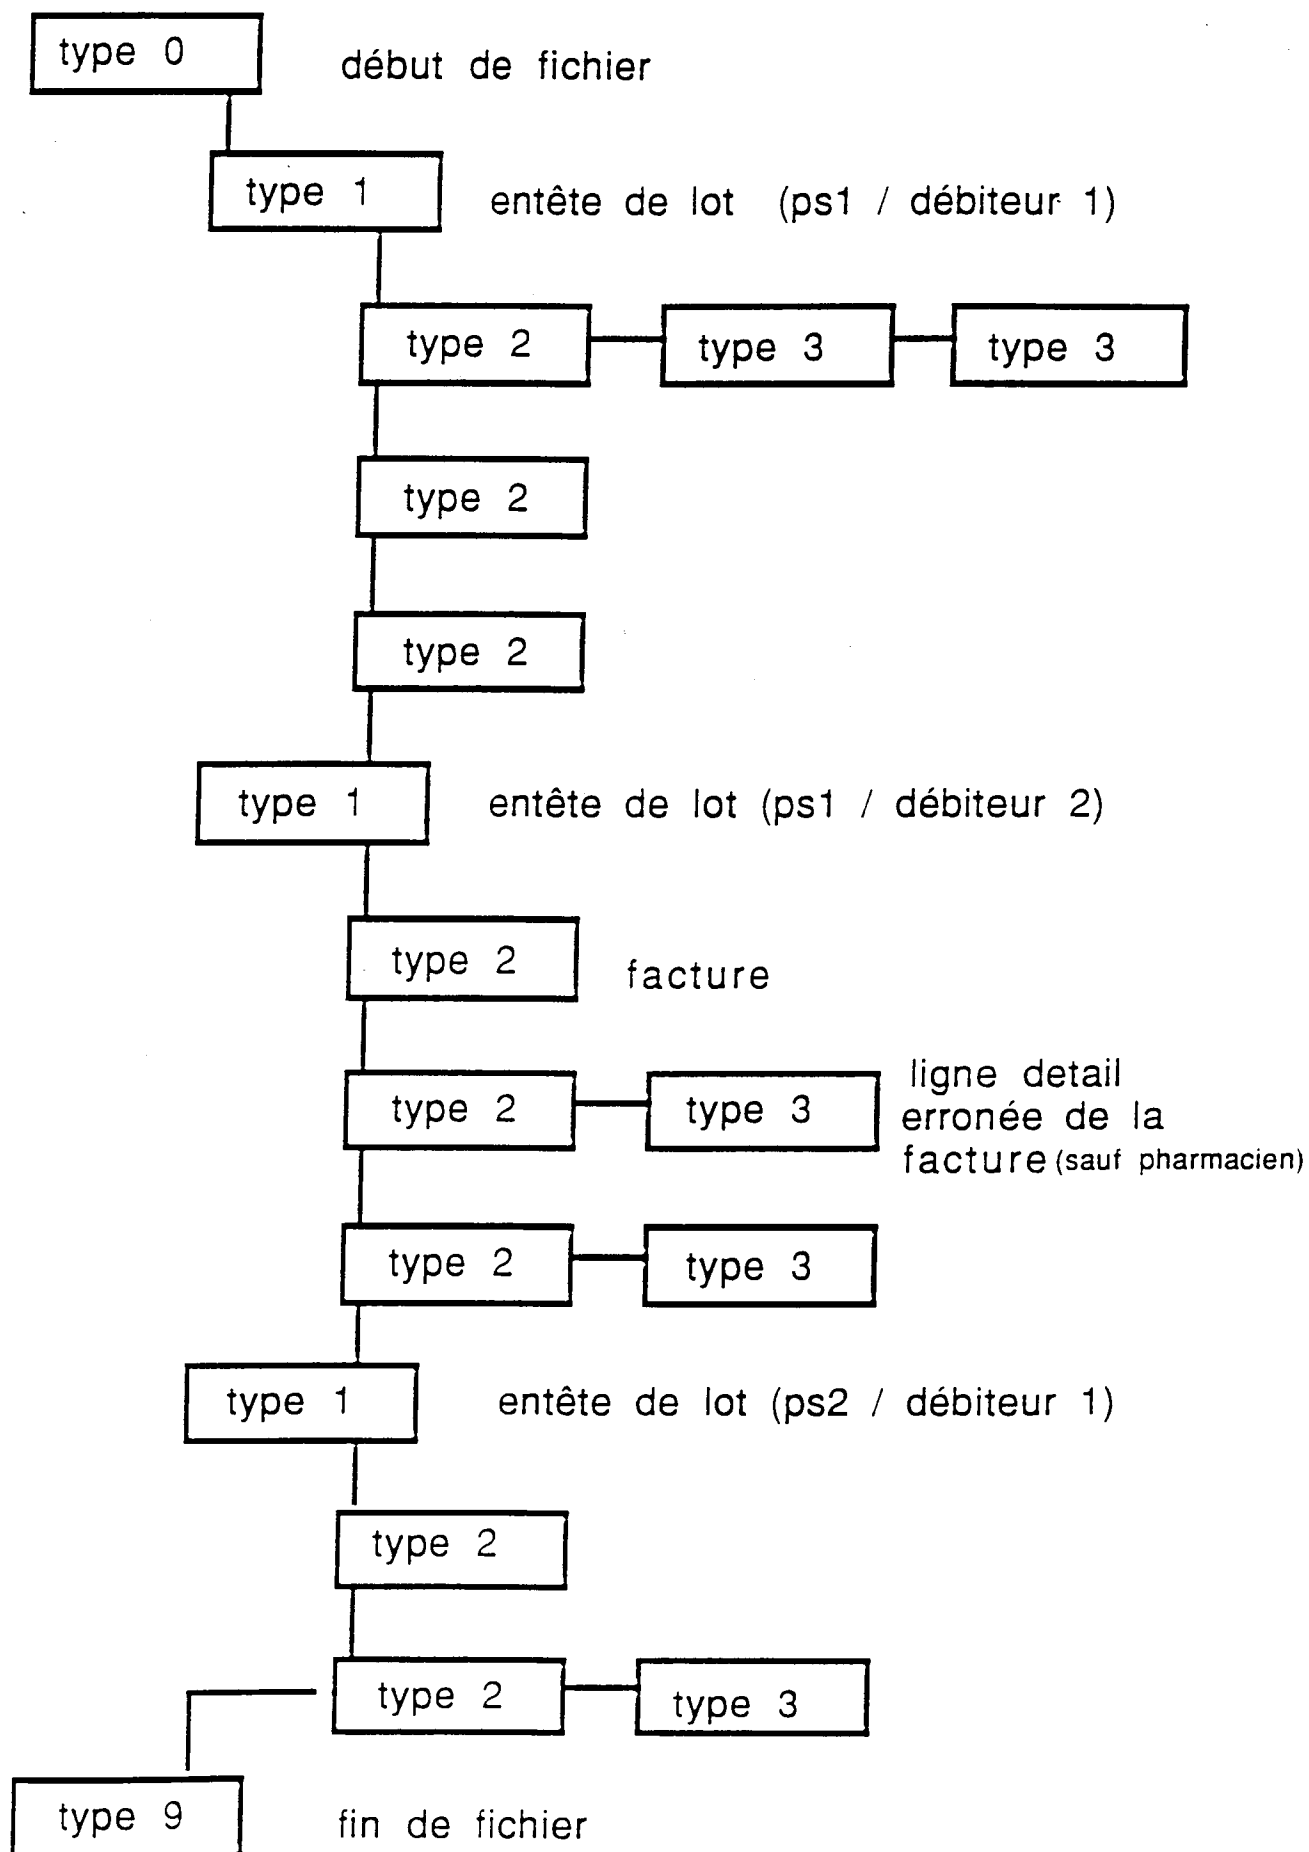 type 0
début de fichier
type 1
entête de lot (ps1 / débiteur 1)
type 2
type 3
type 3
type 2
type 2
type 1
entête de lot (ps1 / débiteur 2)
type 2
facture
type 2
type 3
ligne detail
erronée de la
facture (sauf pharmacien)
type 2
type 3
type 1
entête de lot (ps2 / débiteur 1)
type 2
type 2
type 3
type 9
fin de fichier